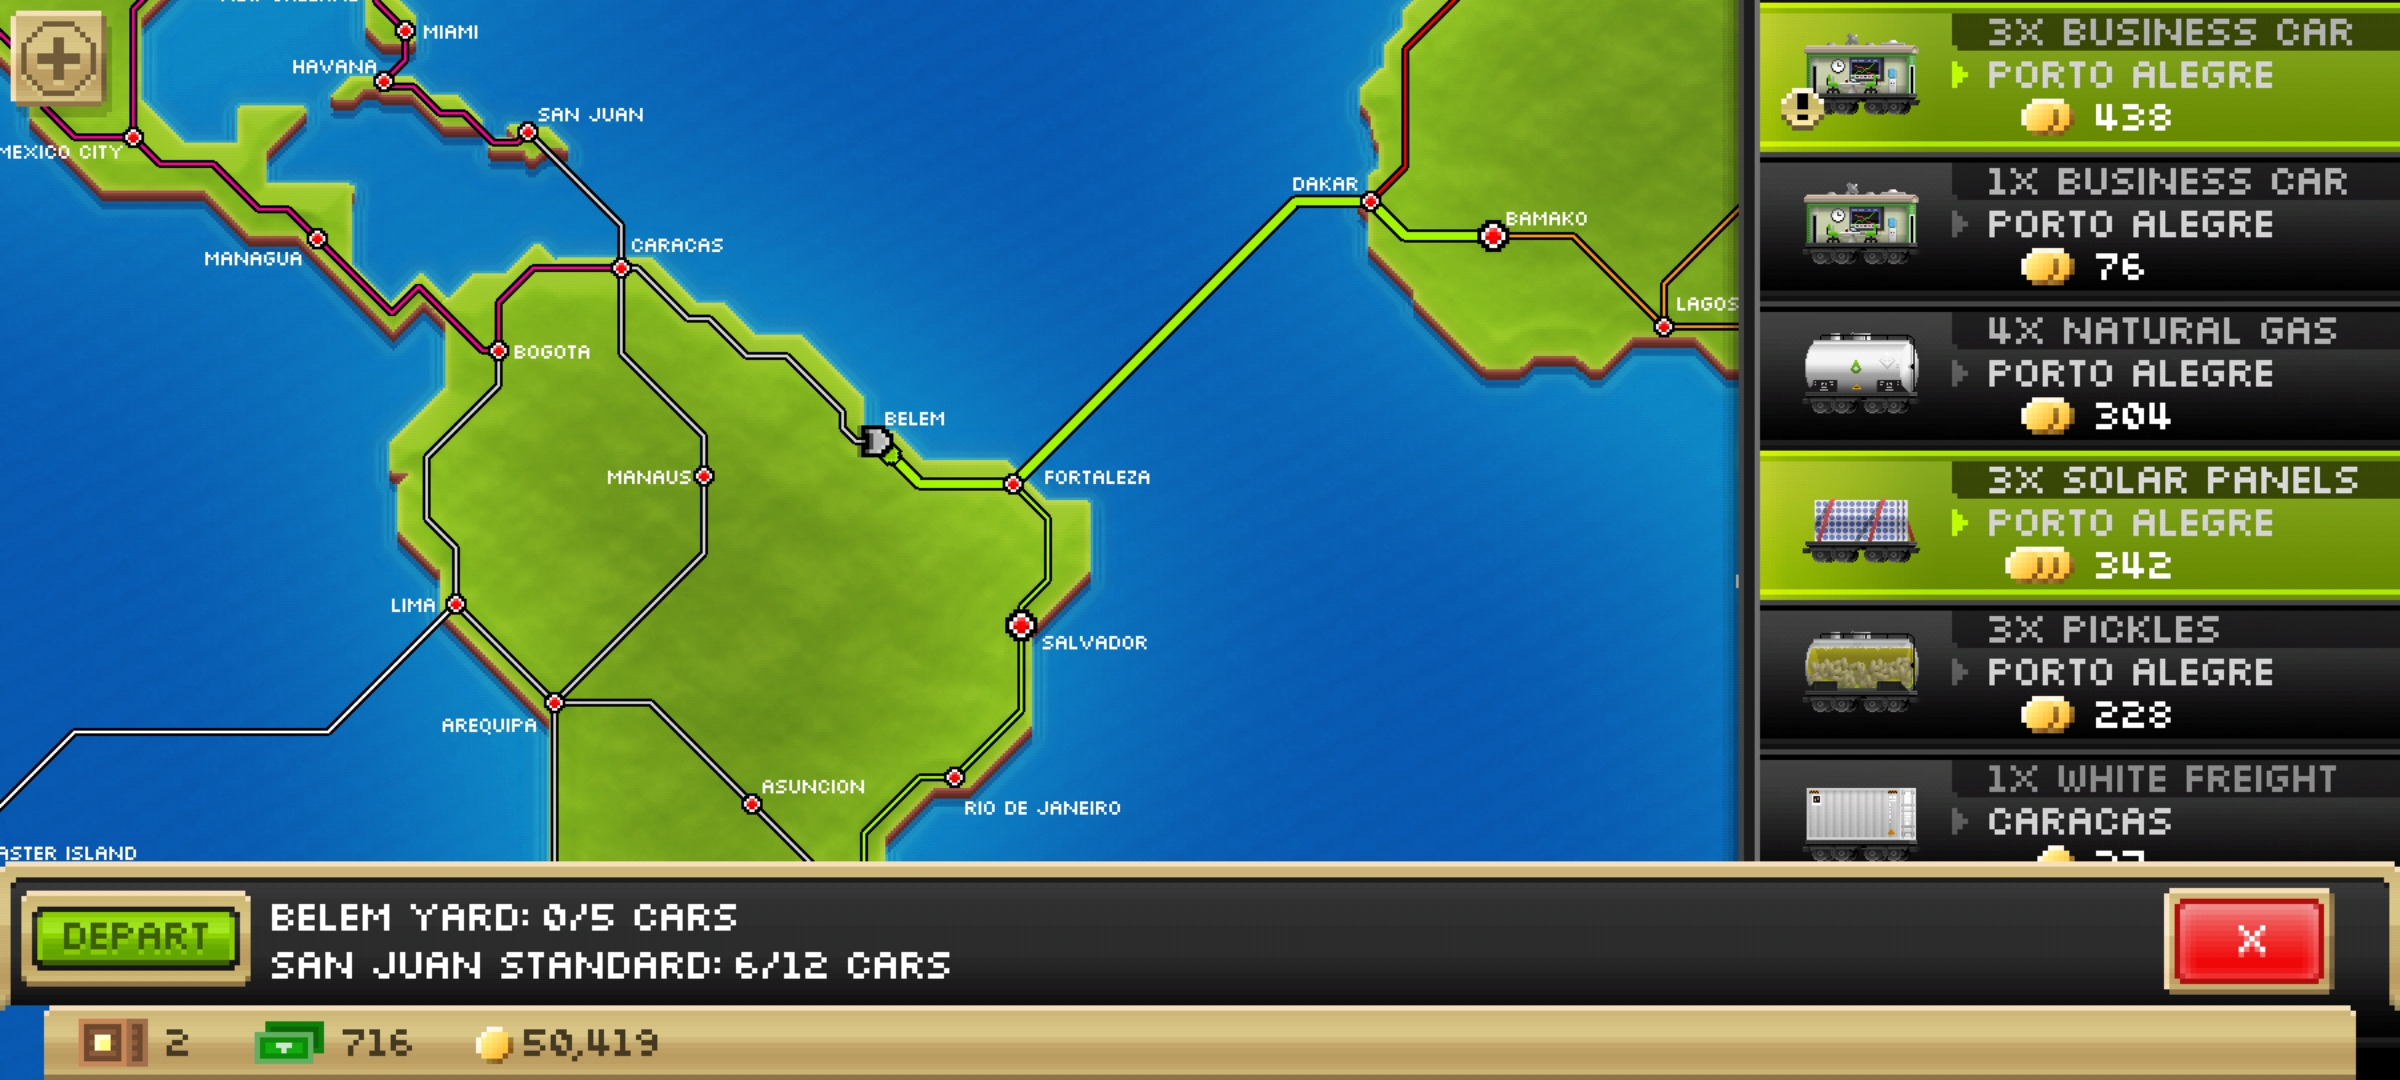 MIAMI
HAVANA
SAN JUAN
MEXICO CITY
MANAGUA
CARACAS
BOGOTA
BELEM
MANAUS
FORTALEZA
DAKAR
BAMAKO
LAGOS
LIMA
SALVADOR
AREQUIPA
ASUNCION
RIO DE JANEIRO
ASTER ISLAND
3X BUSINESS CAR
PORTO ALEGRE
438
1X BUSINESS CAR
PORTO ALEGRE
76
4X NATURAL GAS
PORTO ALEGRE
304
3X SOLAR PANELS
PORTO ALEGRE
342
3X PICKLES
PORTO ALEGRE
228
1X WHITE FREIGHT
CARACAS
DEPART
BELEM YARD: 0/5 CARS
SAN JUAN STANDARD: 6/12 CARS
X
2
716
50,419